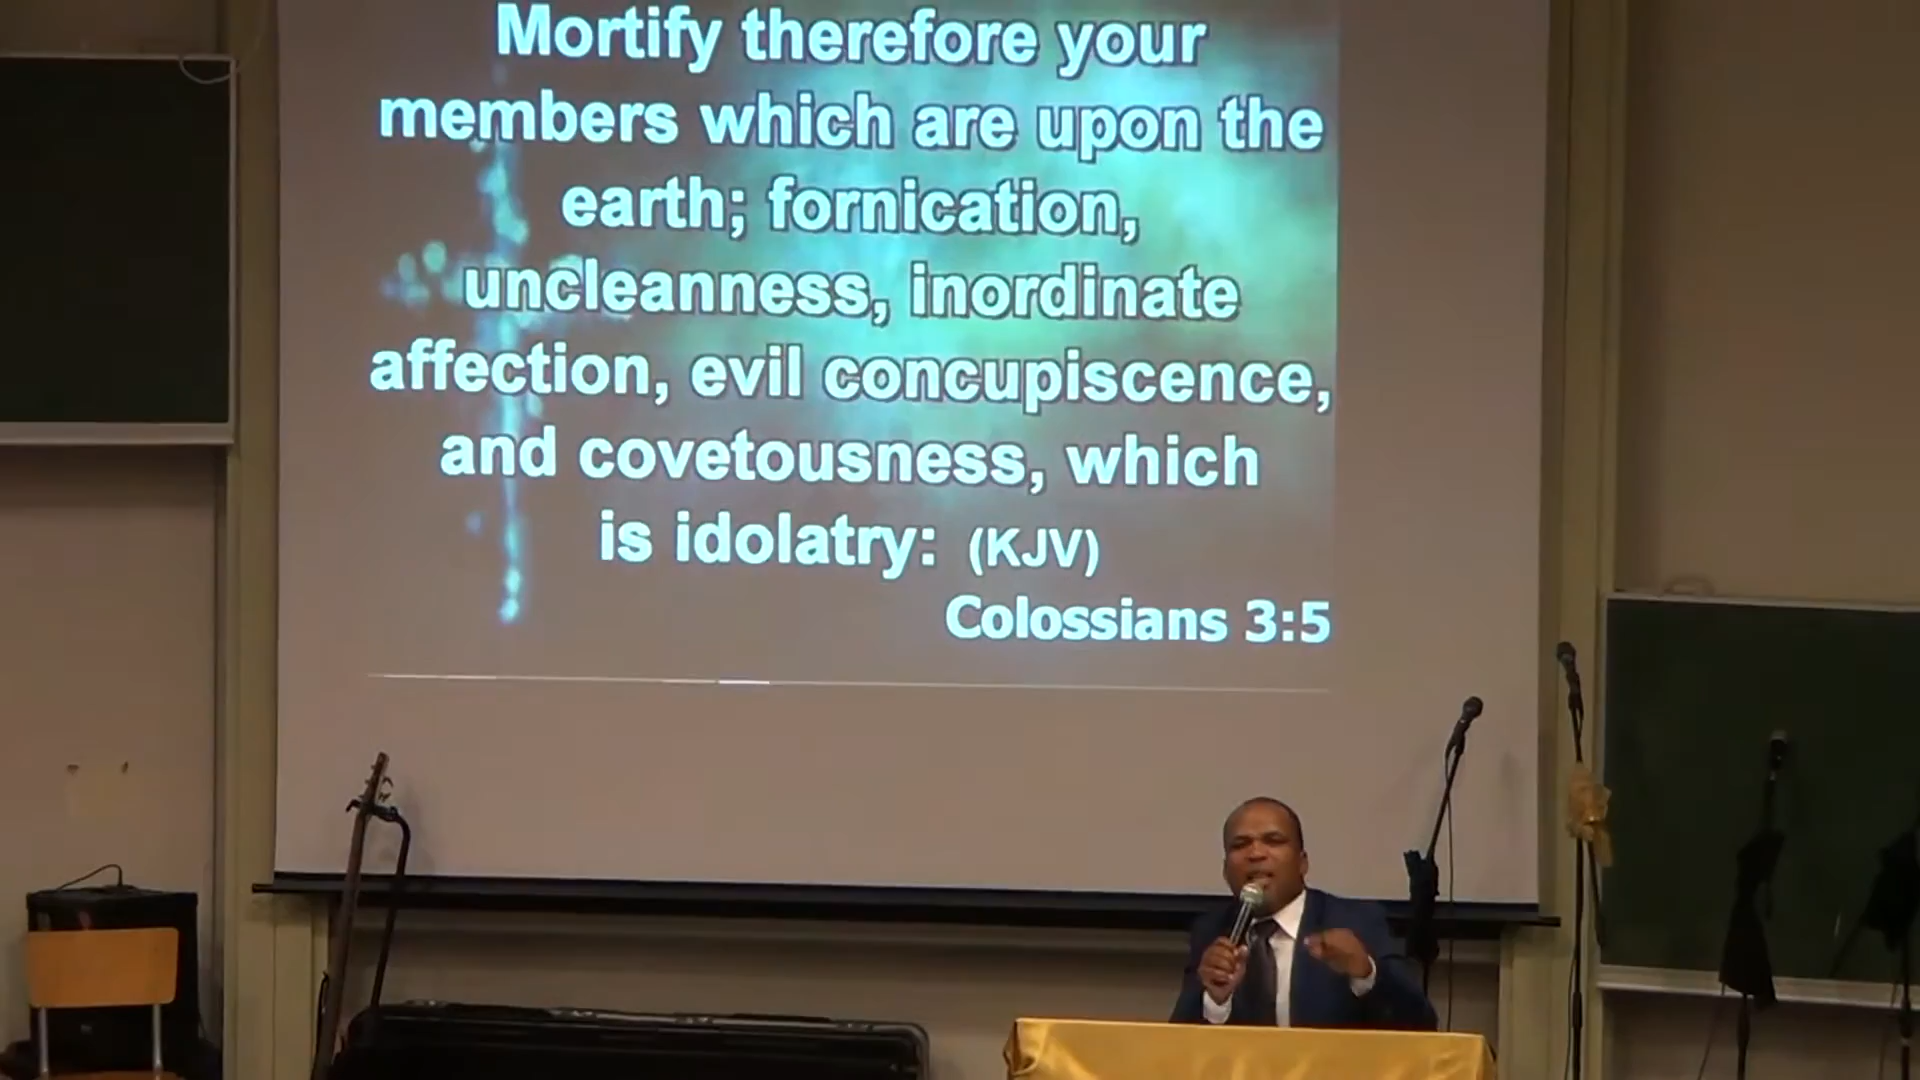 Mortify therefore your
members which are upon the
earth; fornication,
uncleanness, inordinate
affection, evil concupiscence,
and covetousness, which
is idolatry: (KJV)
Colossians 3:5